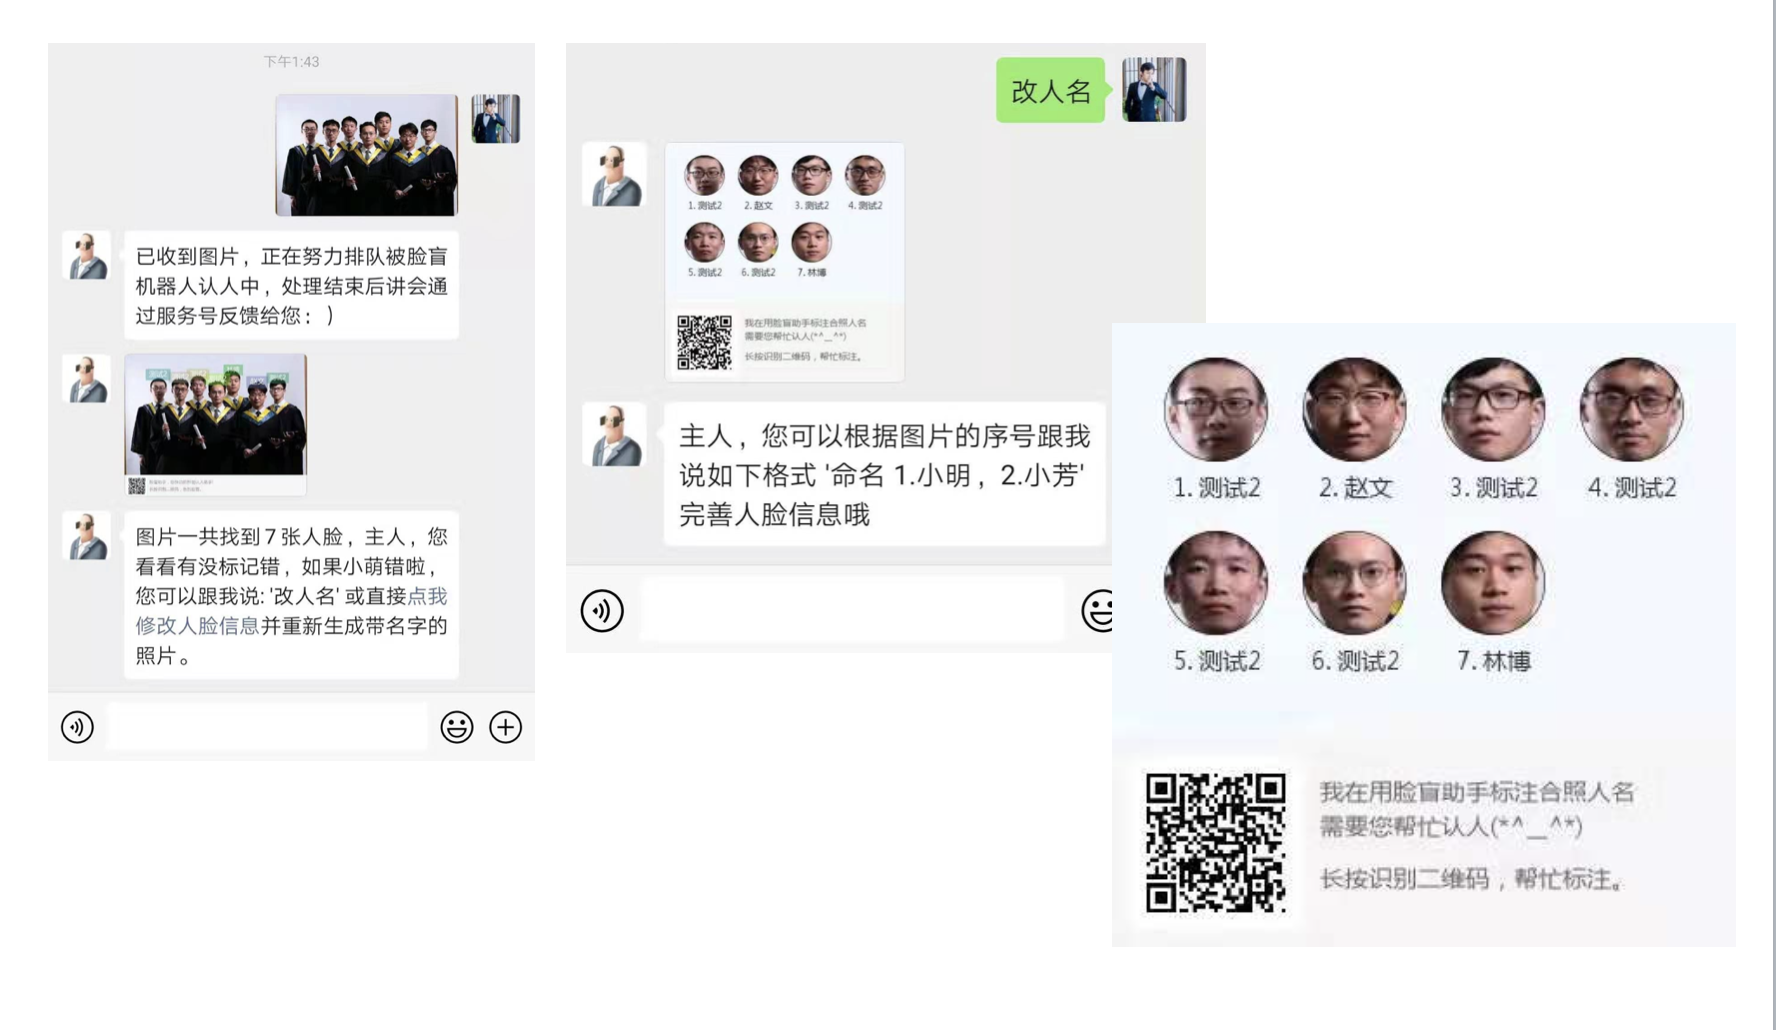 下午1:43
已收到图片，正在努力排队被脸盲
机器人认人中，处理结束后讲会通
过服务号反馈给您：）
图片一共找到 7 张人脸，主人，您
看看有没标记错，如果小萌错啦，
您可以跟我说: '改人名' 或直接点我
修改人脸信息并重新生成带名字的
照片。
改人名
1. 测试2
2. 赵文
3. 测试2
4. 测试2
5. 测试2
6. 测试2
7. 林博
我在用脸盲助手标注合照人名
需要您帮忙认人(*^__^*)
长按识别二维码，帮忙标注。
主人，您可以根据图片的序号跟我
说如下格式 '命名 1.小明，2.小芳'
完善人脸信息哦
1. 测试2
2. 赵文
3. 测试2
4. 测试2
5. 测试2
6. 测试2
7. 林博
我在用脸盲助手标注合照人名
需要您帮忙认人(*^__^*)
长按识别二维码，帮忙标注。